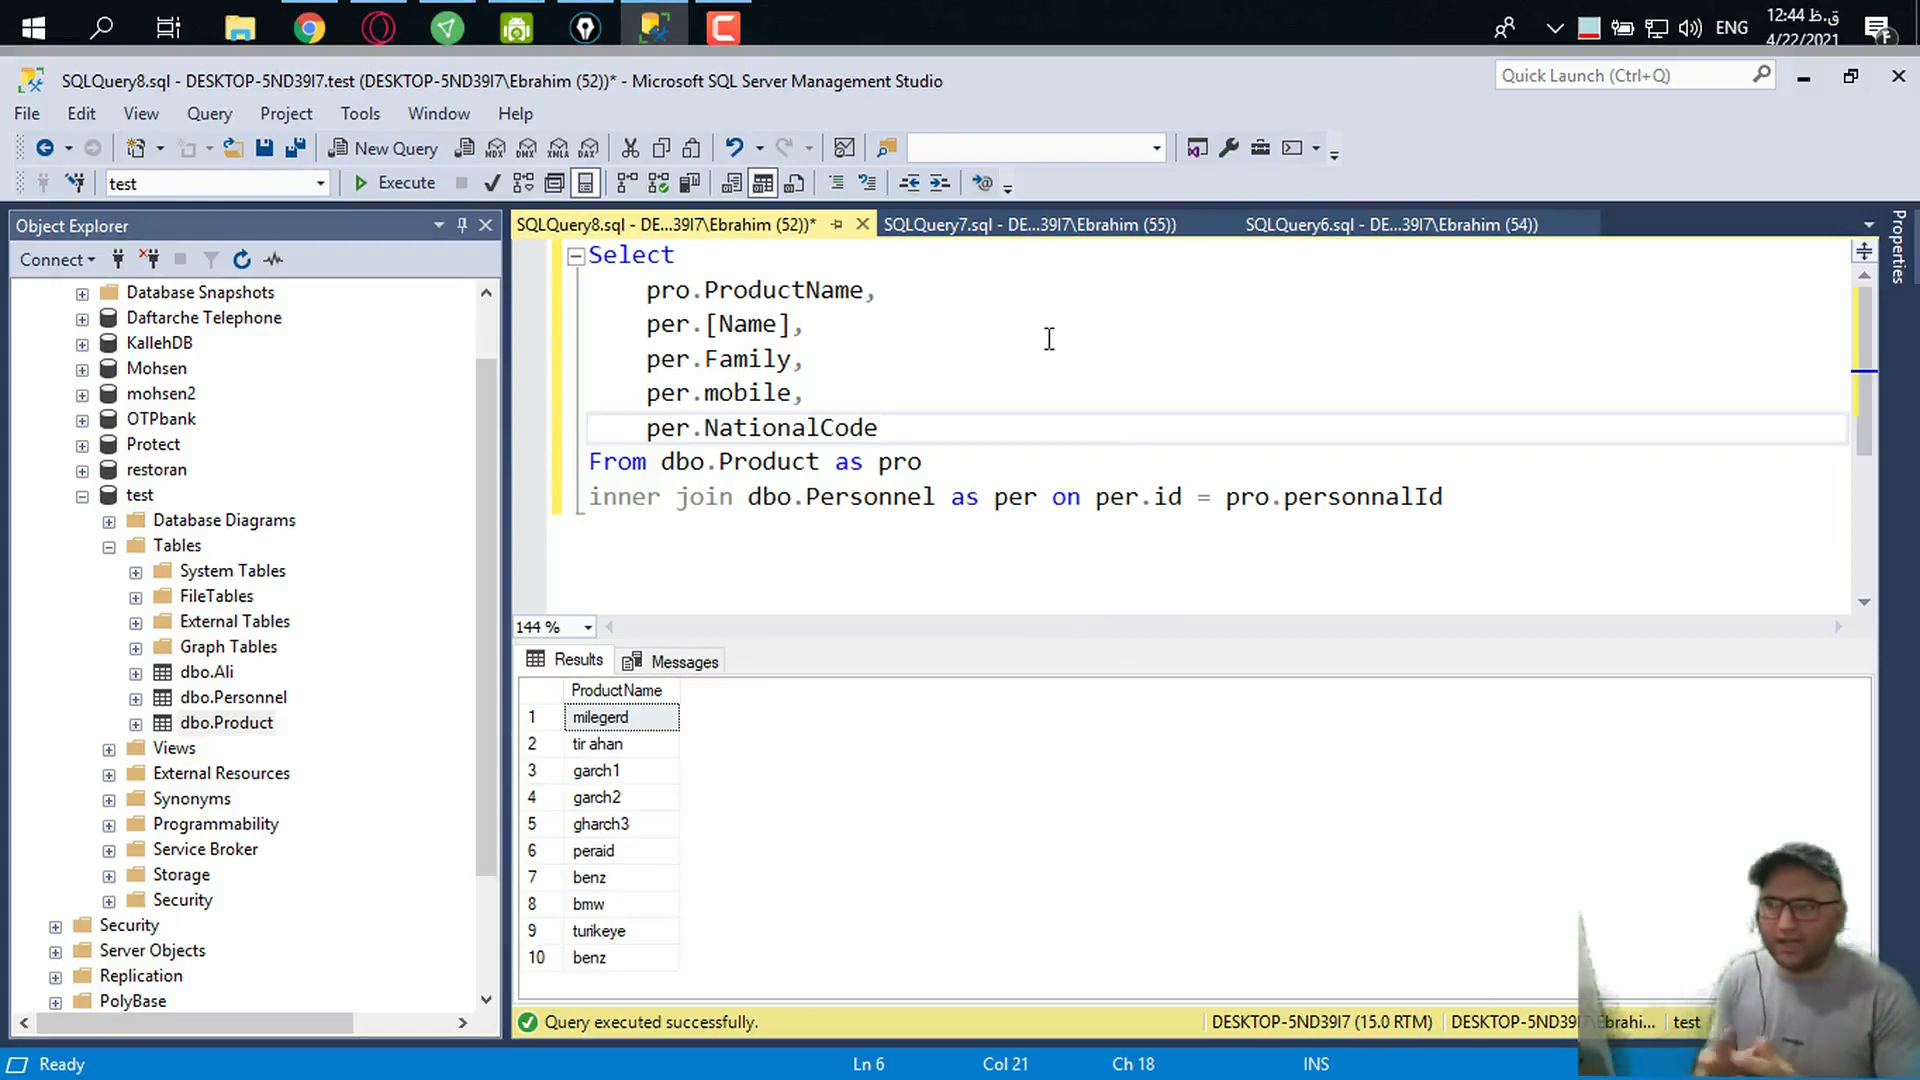 ENG
12:44 ق.ظ
4/22/2021
SQLQuery8.sql - DESKTOP-5ND39I7.test (DESKTOP-5ND39I7\Ebrahim (52))* - Microsoft SQL Server Management Studio
Quick Launch (Ctrl+Q)
File Edit View Query Project Tools Window Help
New Query
test
Execute
Object Explorer
SQLQuery8.sql - DE...39I7\Ebrahim (52))*
SQLQuery7.sql - DE...39I7\Ebrahim (55))
SQLQuery6.sql - DE...39I7\Ebrahim (54))
Properties
Connect
Database Snapshots
Daftarche Telephone
KallehDB
Mohsen
mohsen2
OTPbank
Protect
restoran
test
Database Diagrams
Tables
System Tables
FileTables
External Tables
Graph Tables
dbo.Ali
dbo.Personnel
dbo.Product
Views
External Resources
Synonyms
Programmability
Service Broker
Storage
Security
Security
Server Objects
Replication
PolyBase
Select
pro.ProductName,
per.[Name],
per.Family,
per.mobile,
per.NationalCode
From dbo.Product as pro
inner join dbo.Personnel as per on per.id = pro.personnalId
144 %
Results
Messages
ProductName
1 milegerd
2 tir ahan
3 garch1
4 garch2
5 gharch3
6 peraid
7 benz
8 bmw
9 turikeye
10 benz
Query executed successfully.
DESKTOP-5ND39I7 (15.0 RTM)
DESKTOP-5ND39I7\Ebrahi...
test
Ready
Ln 6
Col 21
Ch 18
INS